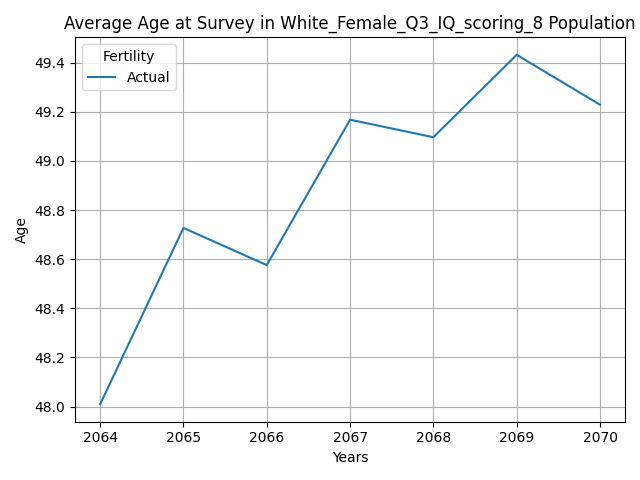 Average Age at Survey in White_Female_Q3_IQ_scoring_8 Population
Fertility
Actual
49.4
49.2
49.0
48.8
48.6
48.4
48.2
48.0
Age
2064 2065 2066 2067 2068 2069 2070
Years